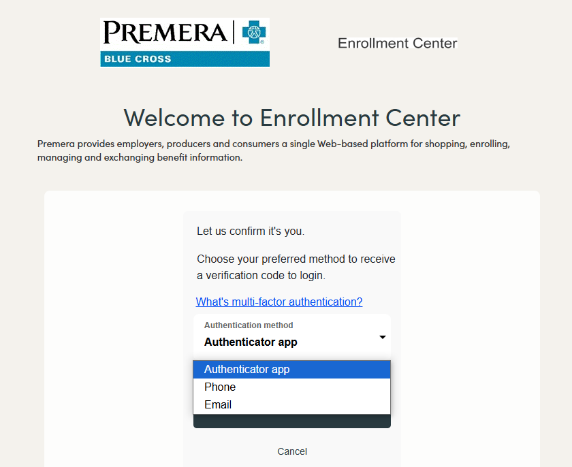 PREMERA
BLUE CROSS
Enrollment Center
Welcome to Enrollment Center
Premera provides employers, producers and consumers a single Web-based platform for shopping, enrolling,
managing and exchanging benefit information.
Let us confirm it's you.
Choose your preferred method to receive
a verification code to login.
What's multi-factor authentication?
Authentication method
Authenticator app
Authenticator app
Phone
Email
Cancel